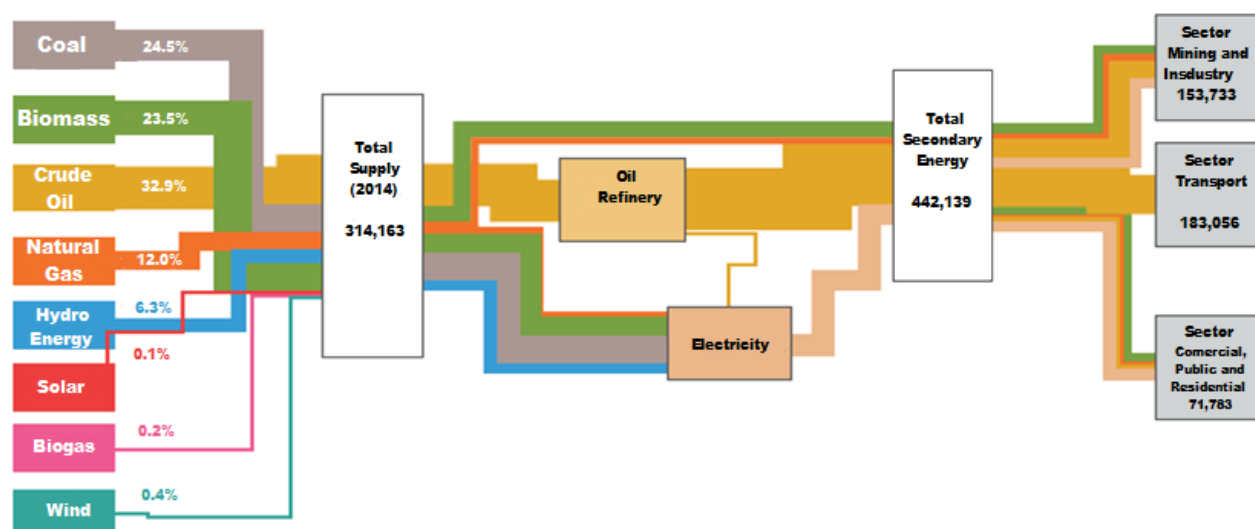 Coal
24.5%
Biomass
23.5%
Crude
Oil
32.9%
Natural
Gas
12.0%
Hydro
Energy
6.3%
Solar
0.1%
Biogas
0.2%
Wind
0.4%
Total
Supply
(2014)
314,163
Oil
Refinery
Electricity
Total
Secondary
Energy
442,139
Sector
Mining and
Insdustry
153,733
Sector
Transport
183,056
Sector
Comercial,
Public and
Residential
71,783